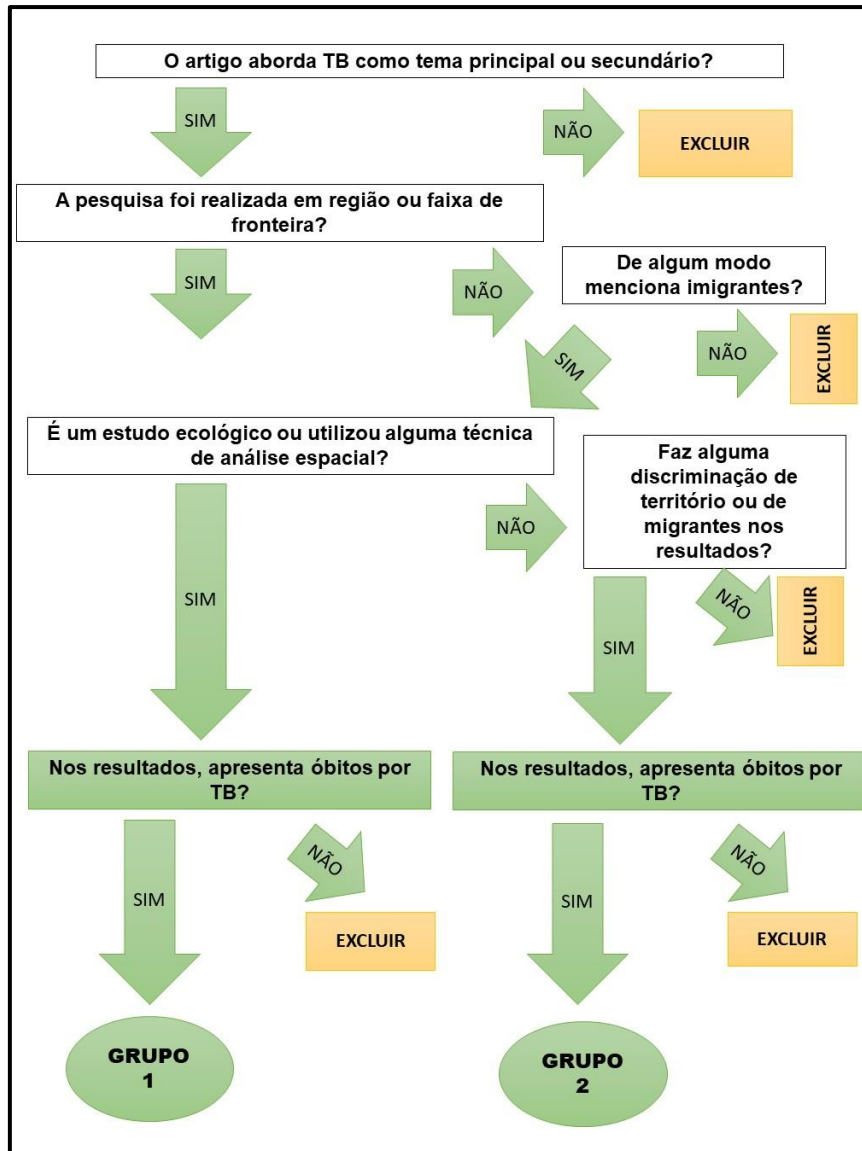 O artigo aborda TB como tema principal ou secundário?
SIM
NÃO
EXCLUIR
A pesquisa foi realizada em região ou faixa de
fronteira?
SIM
NÃO
De algum modo
menciona imigrantes?
SIM
NÃO
EXCLUIR
É um estudo ecológico ou utilizou alguma técnica
de análise espacial?
SIM
NÃO
Faz alguma
discriminação de
território ou de
migrantes nos
resultados?
SIM
NÃO
EXCLUIR
Nos resultados, apresenta óbitos por
TB?
SIM
NÃO
EXCLUIR
GRUPO
1
Nos resultados, apresenta óbitos por
TB?
SIM
NÃO
EXCLUIR
GRUPO
2